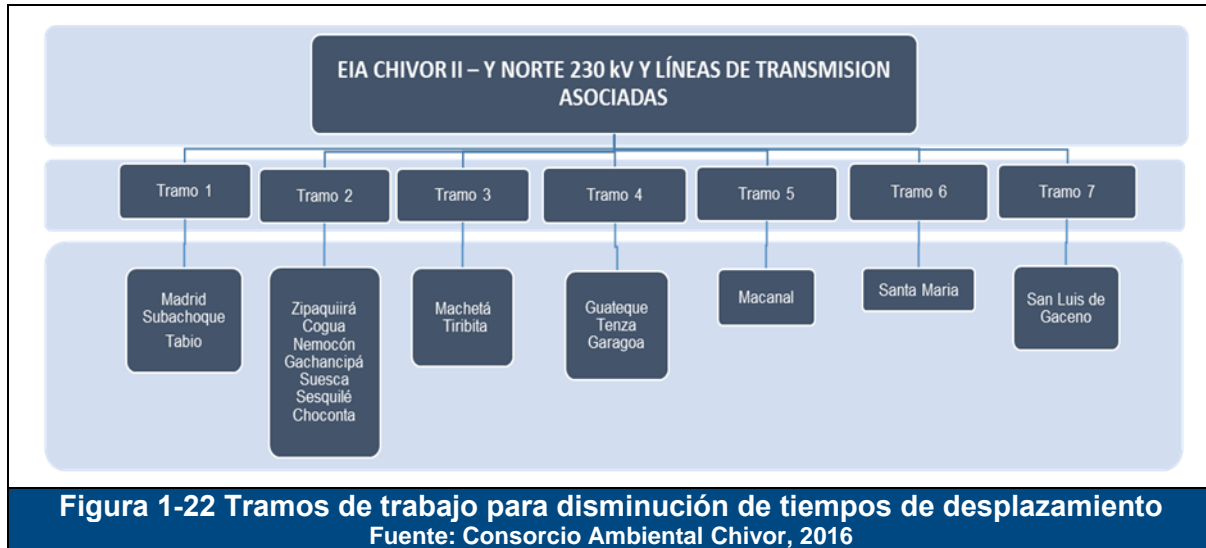 EIA CHIVOR II – Y NORTE 230 kV Y LÍNEAS DE TRANSMISION
ASOCIADAS
Tramo 1
Tramo 2
Tramo 3
Tramo 4
Tramo 5
Tramo 6
Tramo 7
Madrid
Subachoque
Tabio
Zipaquiirá
Cogua
Nemocón
Gachancipá
Suesca
Sesquilé
Choconta
Machetá
Tiribita
Guateque
Tenza
Garagoa
Macanal
Santa Maria
San Luis de
Gaceno
Figura 1-22 Tramos de trabajo para disminución de tiempos de desplazamiento
Fuente: Consorcio Ambiental Chivor, 2016